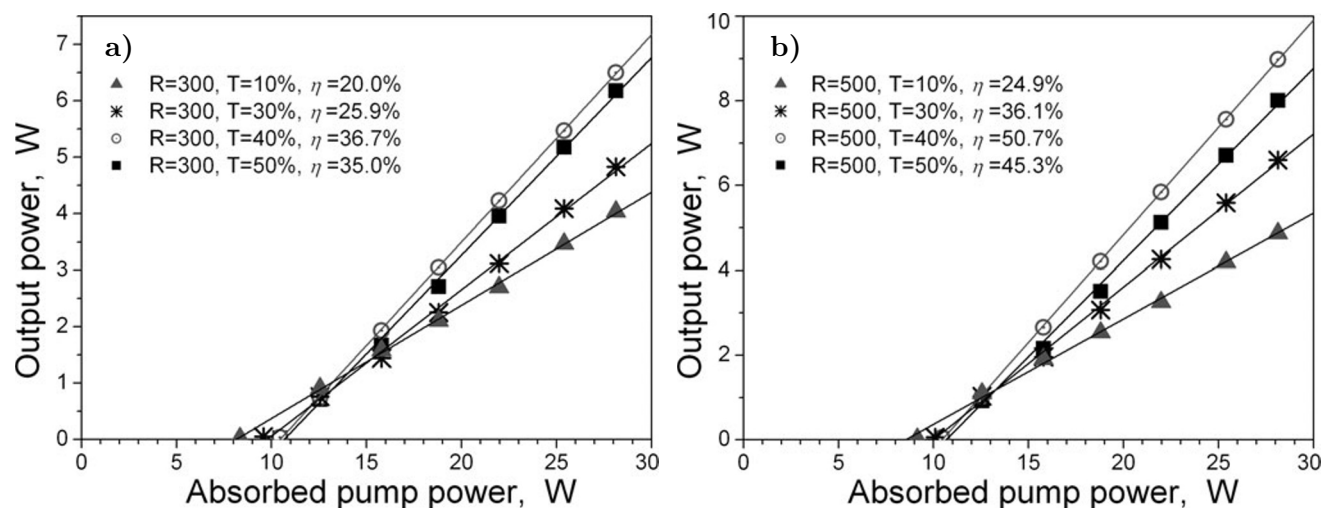 a)
R=300, T=10%, η=20.0%
R=300, T=30%, η=25.9%
R=300, T=40%, η=36.7%
R=300, T=50%, η=35.0%
Output power, W
0 1 2 3 4 5 6 7
0 5 10 15 20 25 30
Absorbed pump power, W
b)
R=500, T=10%, η=24.9%
R=500, T=30%, η=36.1%
R=500, T=40%, η=50.7%
R=500, T=50%, η=45.3%
Output power, W
0 2 4 6 8 10
0 5 10 15 20 25 30
Absorbed pump power, W